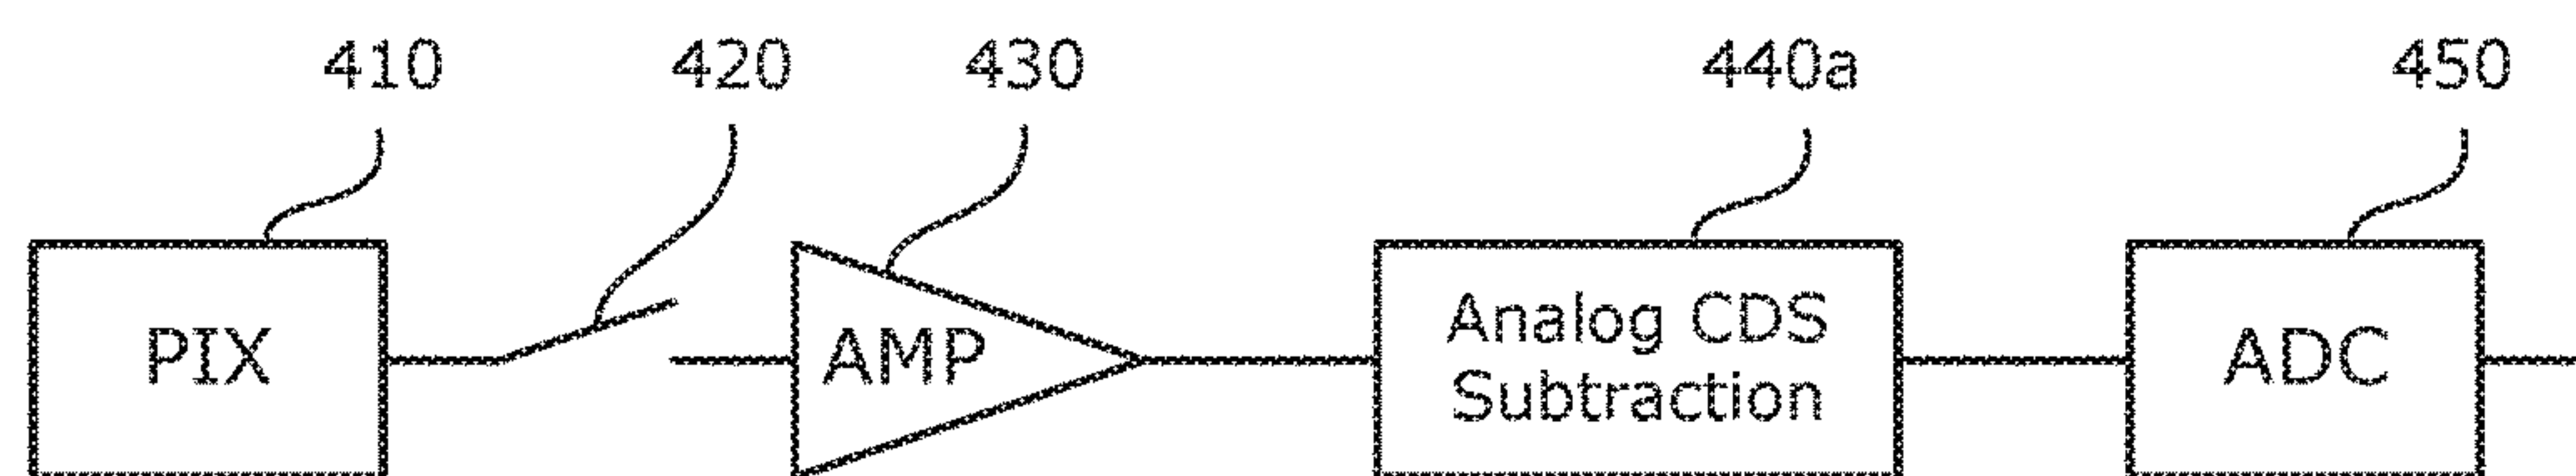 410 420 430 440a 450
PIX
AMP
Analog CDS
Subtraction
ADC